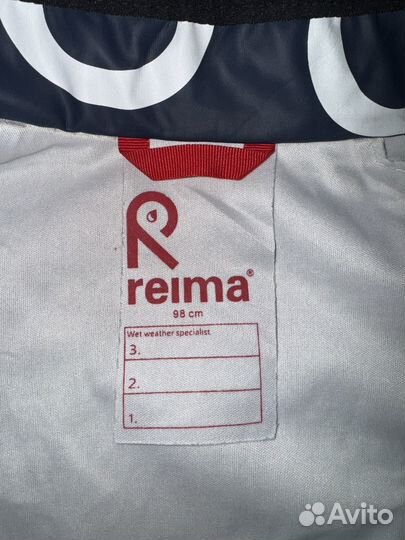 reima®
98 cm
Wet weather specialist
3.
2.
1.
Avito